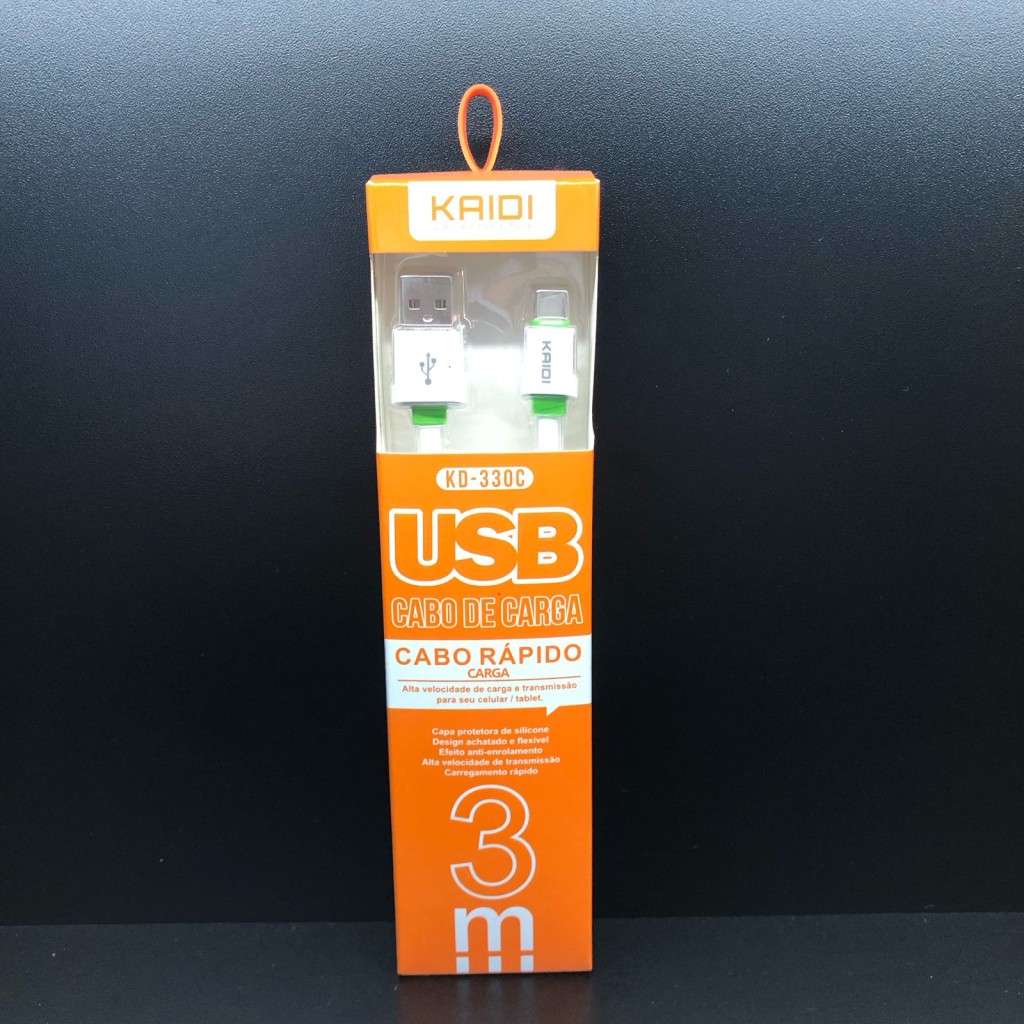 KAIDI
KAIDI
KD-330C
USB
CABO DE CARGA
CABO RÁPIDO
CARGA
Alta velocidade de carga e transmissão
para seu celular / tablet.
Capa protetora de silicone
Design achatado e flexível
Efeito anti-enrolamento
Alta velocidade de transmissão
Carregamento rápido
3
m